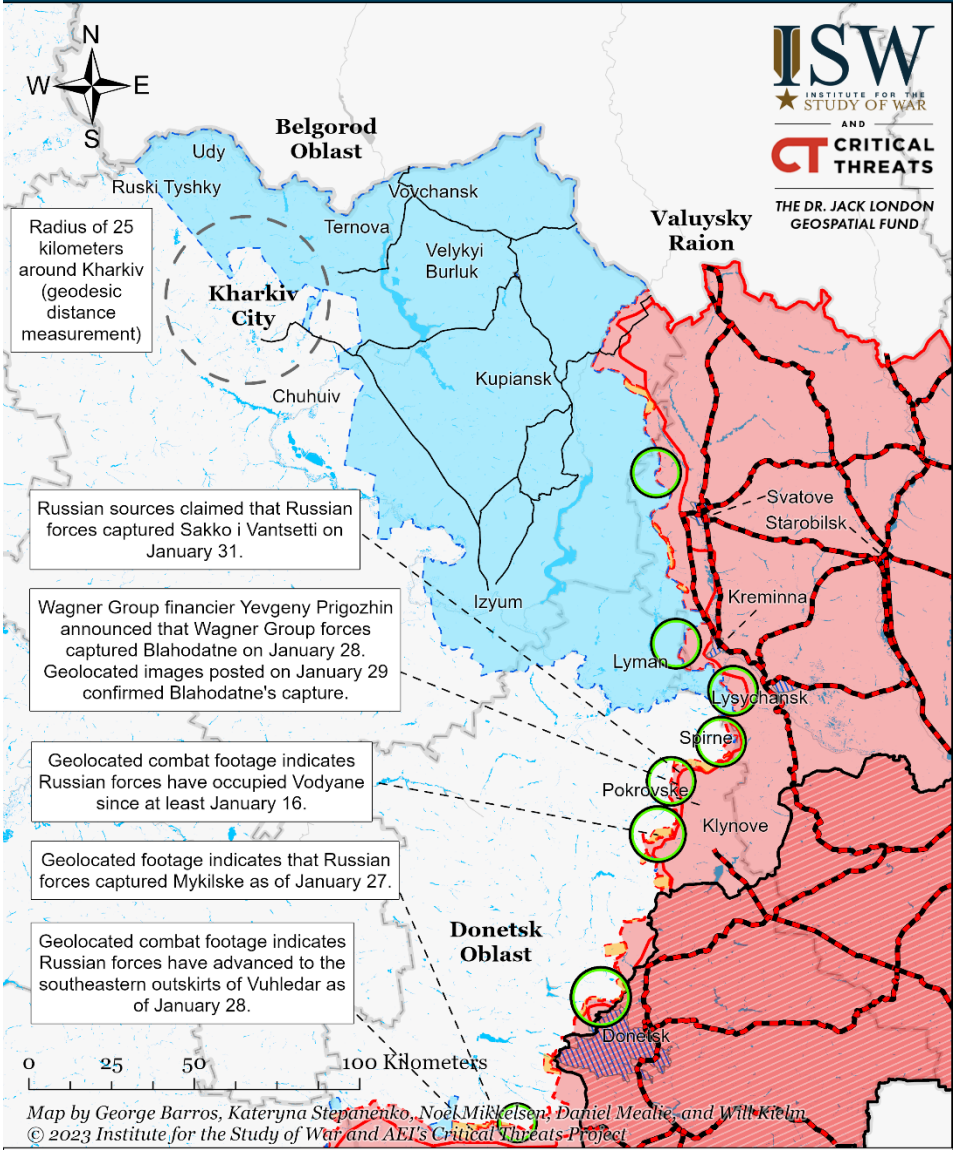 N
W E
S
ISW
INSTITUTE FOR THE
STUDY OF WAR
AND
CT CRITICAL
THREATS
THE DR. JACK LONDON
GEOSPATIAL FUND
Belgorod
Oblast
Udy
Ruski Tyshky
Vovchansk
Ternova
Velykyi
Burluk
Valuysky
Raion
Radius of 25
kilometers
around Kharkiv
(geodesic
distance
measurement)
Kharkiv
City
Kupiansk
Chuhuiv
Svatove
Starobilsk
Russian sources claimed that Russian
forces captured Sakko i Vantsetti on
January 31.
Izyum
Kreminna
Wagner Group financier Yevgeny Prigozhin
announced that Wagner Group forces
captured Blahodatne on January 28.
Geolocated images posted on January 29
confirmed Blahodatne's capture.
Lyman
Lysychansk
Spirne
Geolocated combat footage indicates
Russian forces have occupied Vodyane
since at least January 16.
Pokrovske
Klynove
Geolocated footage indicates that Russian
forces captured Mykilske as of January 27.
Donetsk
Oblast
Geolocated combat footage indicates
Russian forces have advanced to the
southeastern outskirts of Vuhledar as
of January 28.
Donetsk
0 25 50 100 Kilometers
Map by George Barros, Kateryna Stepanenko, Noel Mikkelsen, Daniel Mealie, and Will Kielm
© 2023 Institute for the Study of War and AEI's Critical Threats Project